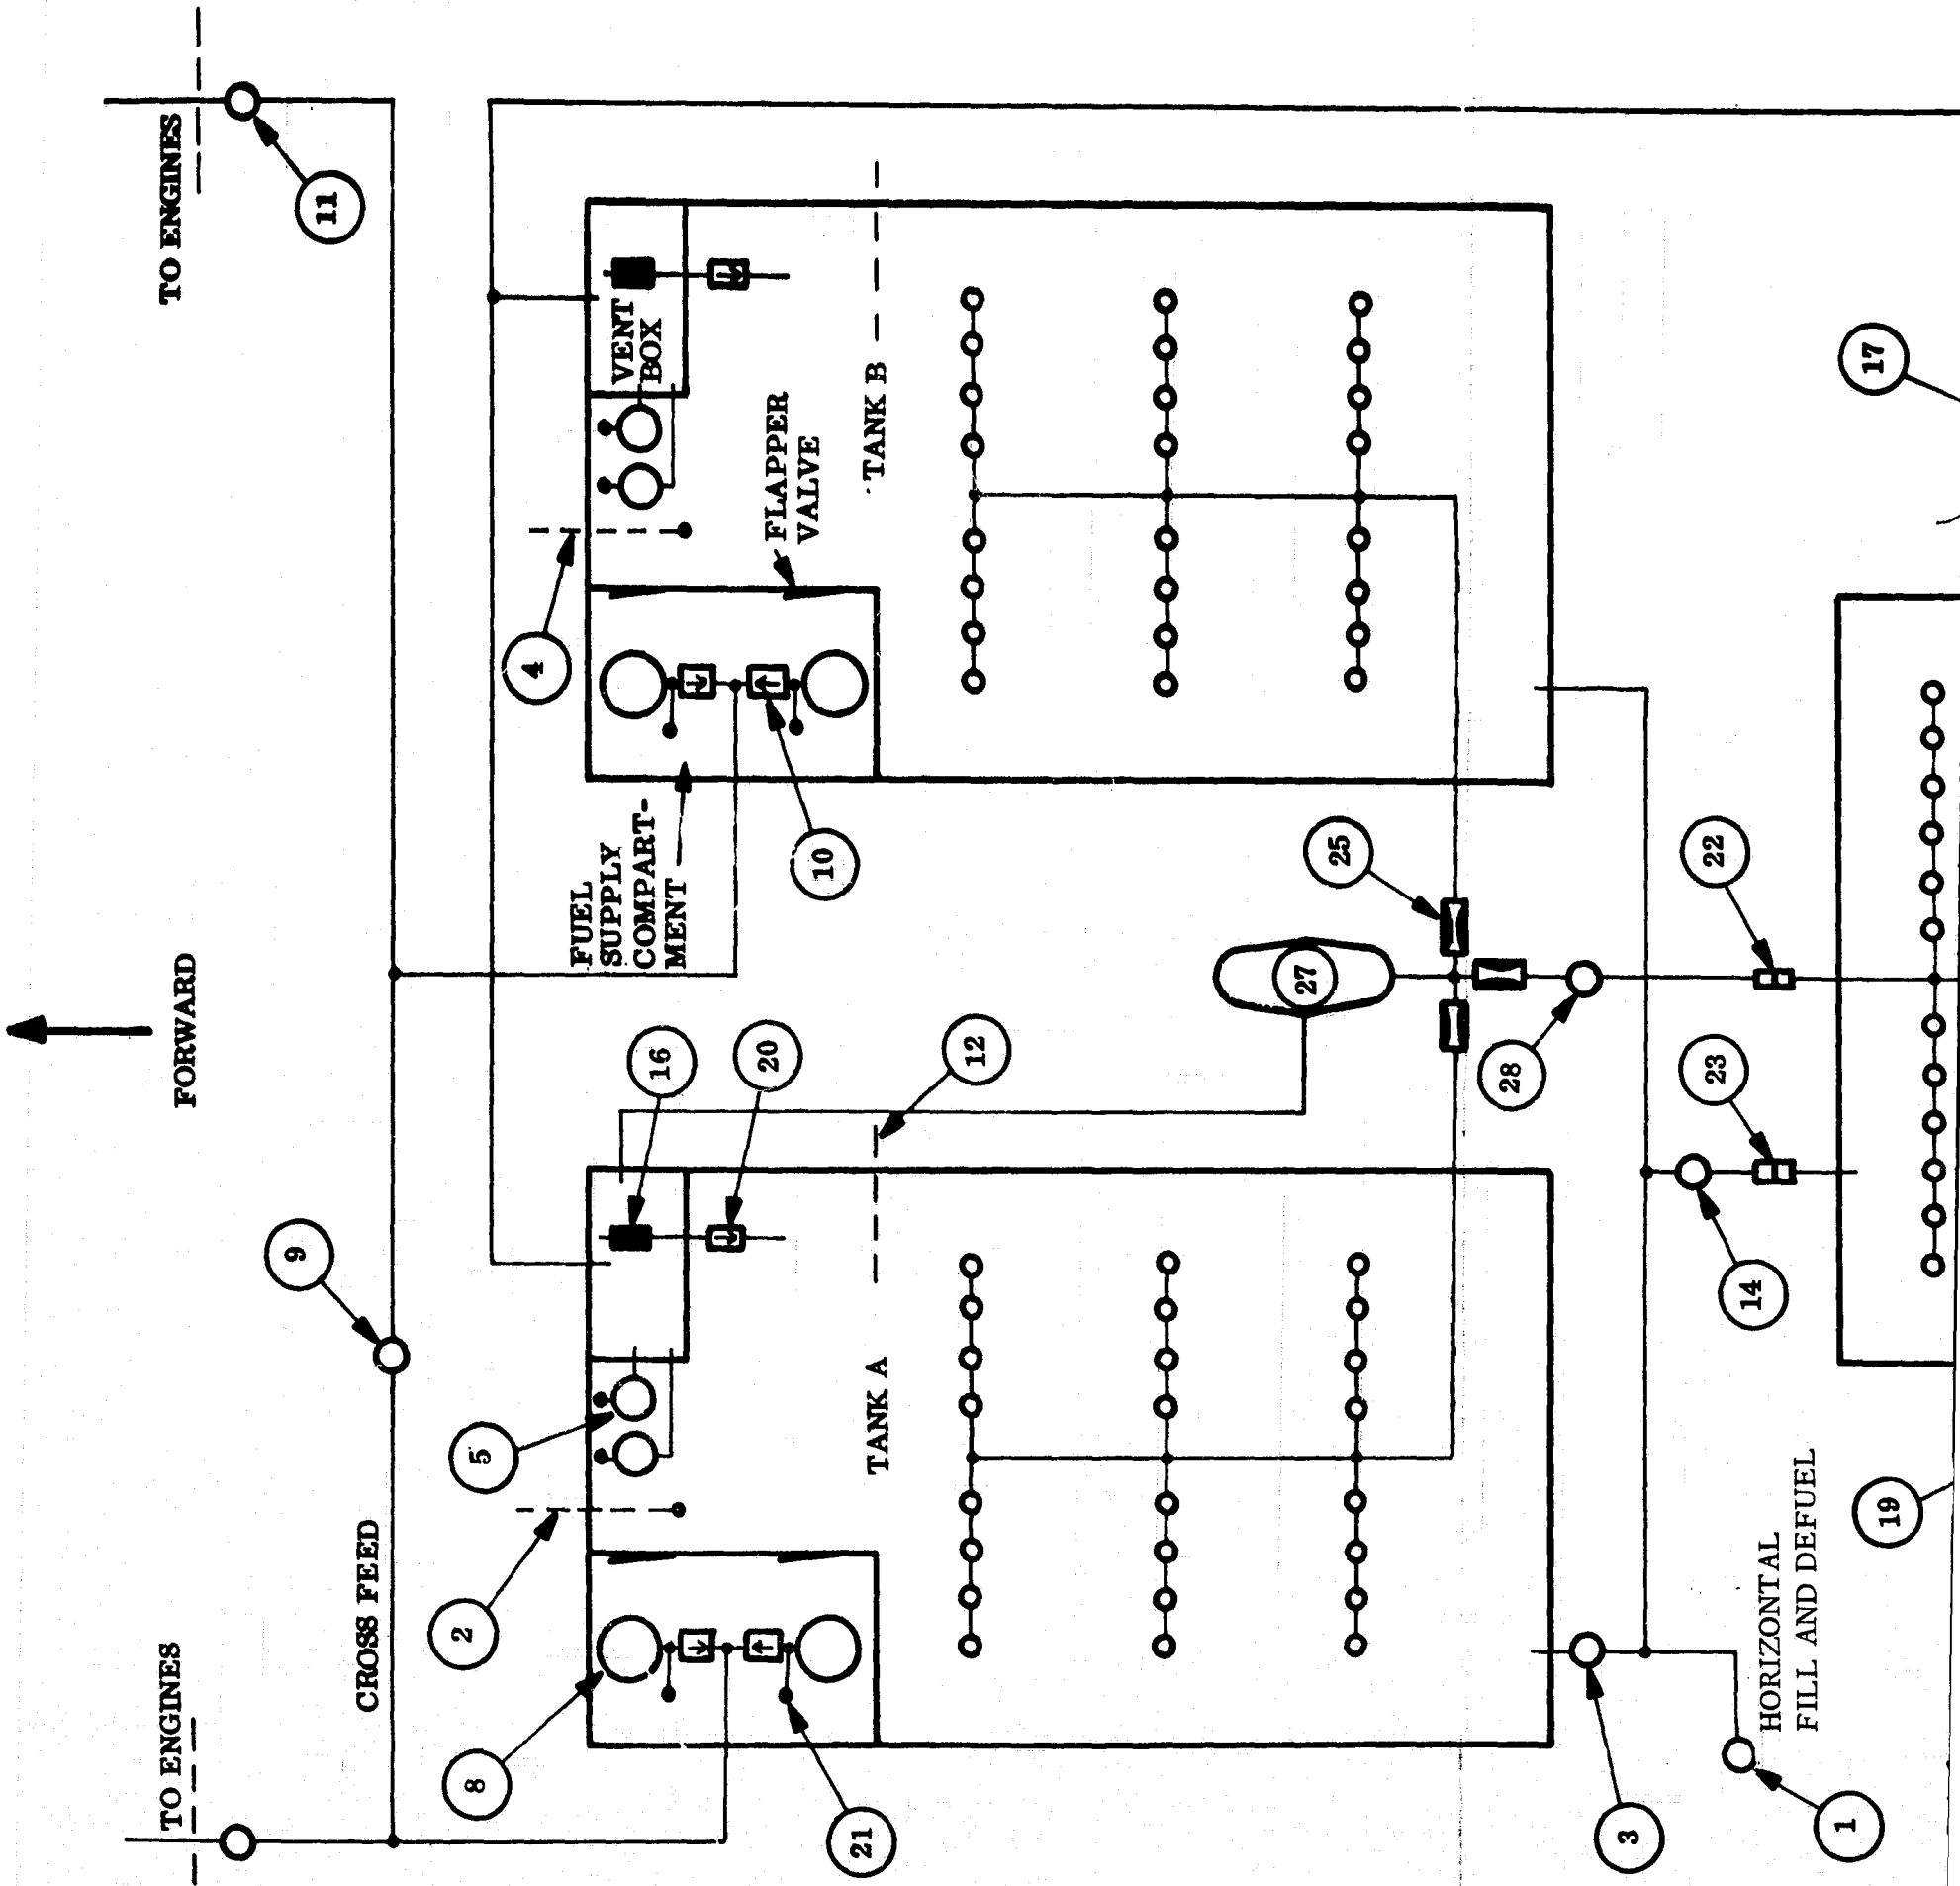 TO ENGINES
TO ENGINES
11
FORWARD
CROSS FEED
9
2
5
8
21
16
20
12
TANK A
4
FUEL
SUPPLY
COMPART-
MENT
10
FLAPPER
VALVE
VENT
BOX
TANK B
27
25
28
22
23
14
3
1
HORIZONTAL
FILL AND DEFUEL
19
17